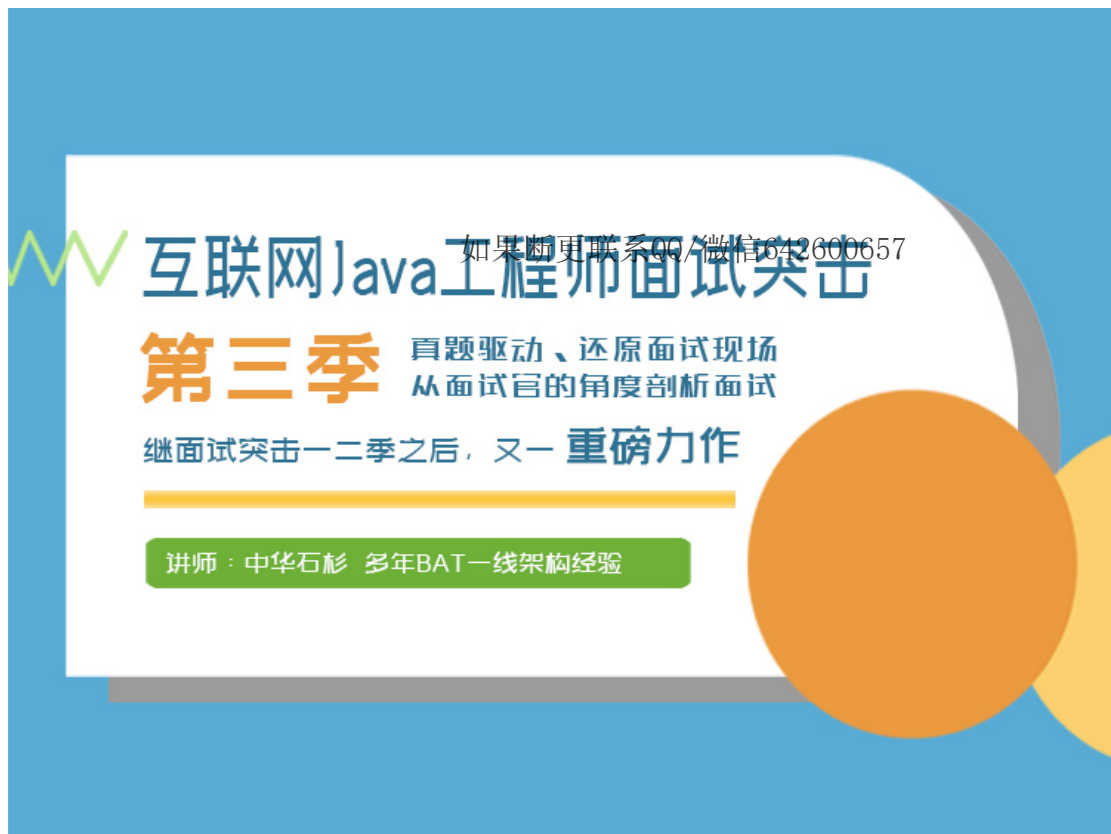 互联网Java工程师面试突击
如果断更联系QQ/微信642600657
第三季
真题驱动、还原面试现场
从面试官的角度剖析面试
继面试突击一二季之后，又一 重磅力作
讲师：中华石杉 多年BAT一线架构经验